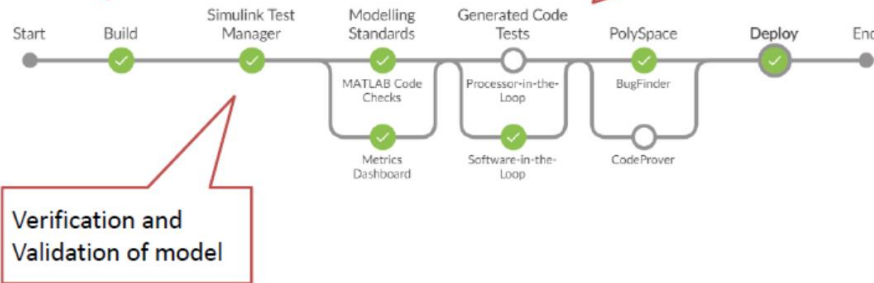 Start
Build
Simulink Test
Manager
Modelling
Standards
Generated Code
Tests
PolySpace
Deploy
End
MATLAB Code
Checks
Processor-in-the-
Loop
BugFinder
Metrics
Dashboard
Software-in-the-
Loop
CodeProver
Verification and
Validation of model